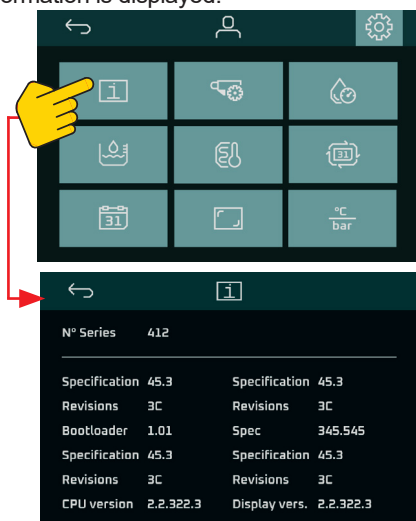 ormation is displayed.
i
31
31
°C
bar
i
N° Series 412
Specification 45.3 Specification 45.3
Revisions 3C Revisions 3C
Bootloader 1.01 Spec 345.545
Specification 45.3 Specification 45.3
Revisions 3C Revisions 3C
CPU version 2.2.322.3 Display vers. 2.2.322.3